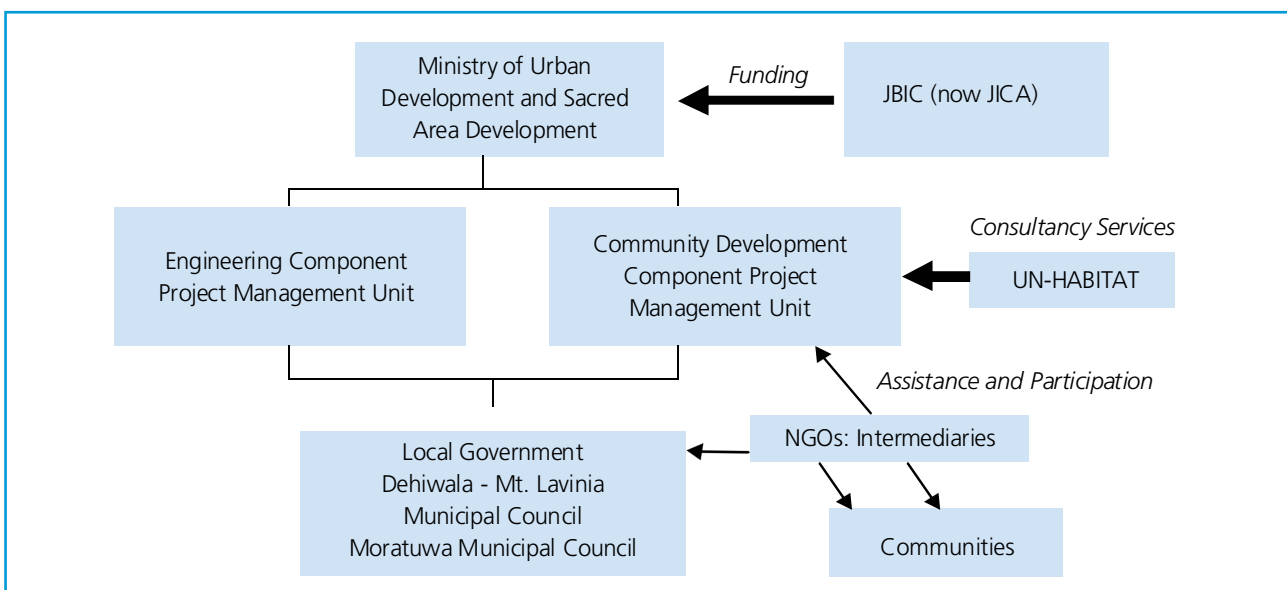 Ministry of Urban
Development and Sacred
Area Development
Funding
JBIC (now JICA)
Engineering Component
Project Management Unit
Community Development
Component Project
Management Unit
Consultancy Services
UN-HABITAT
Assistance and Participation
NGOs: Intermediaries
Local Government
Dehiwala - Mt. Lavinia
Municipal Council
Moratuwa Municipal Council
Communities